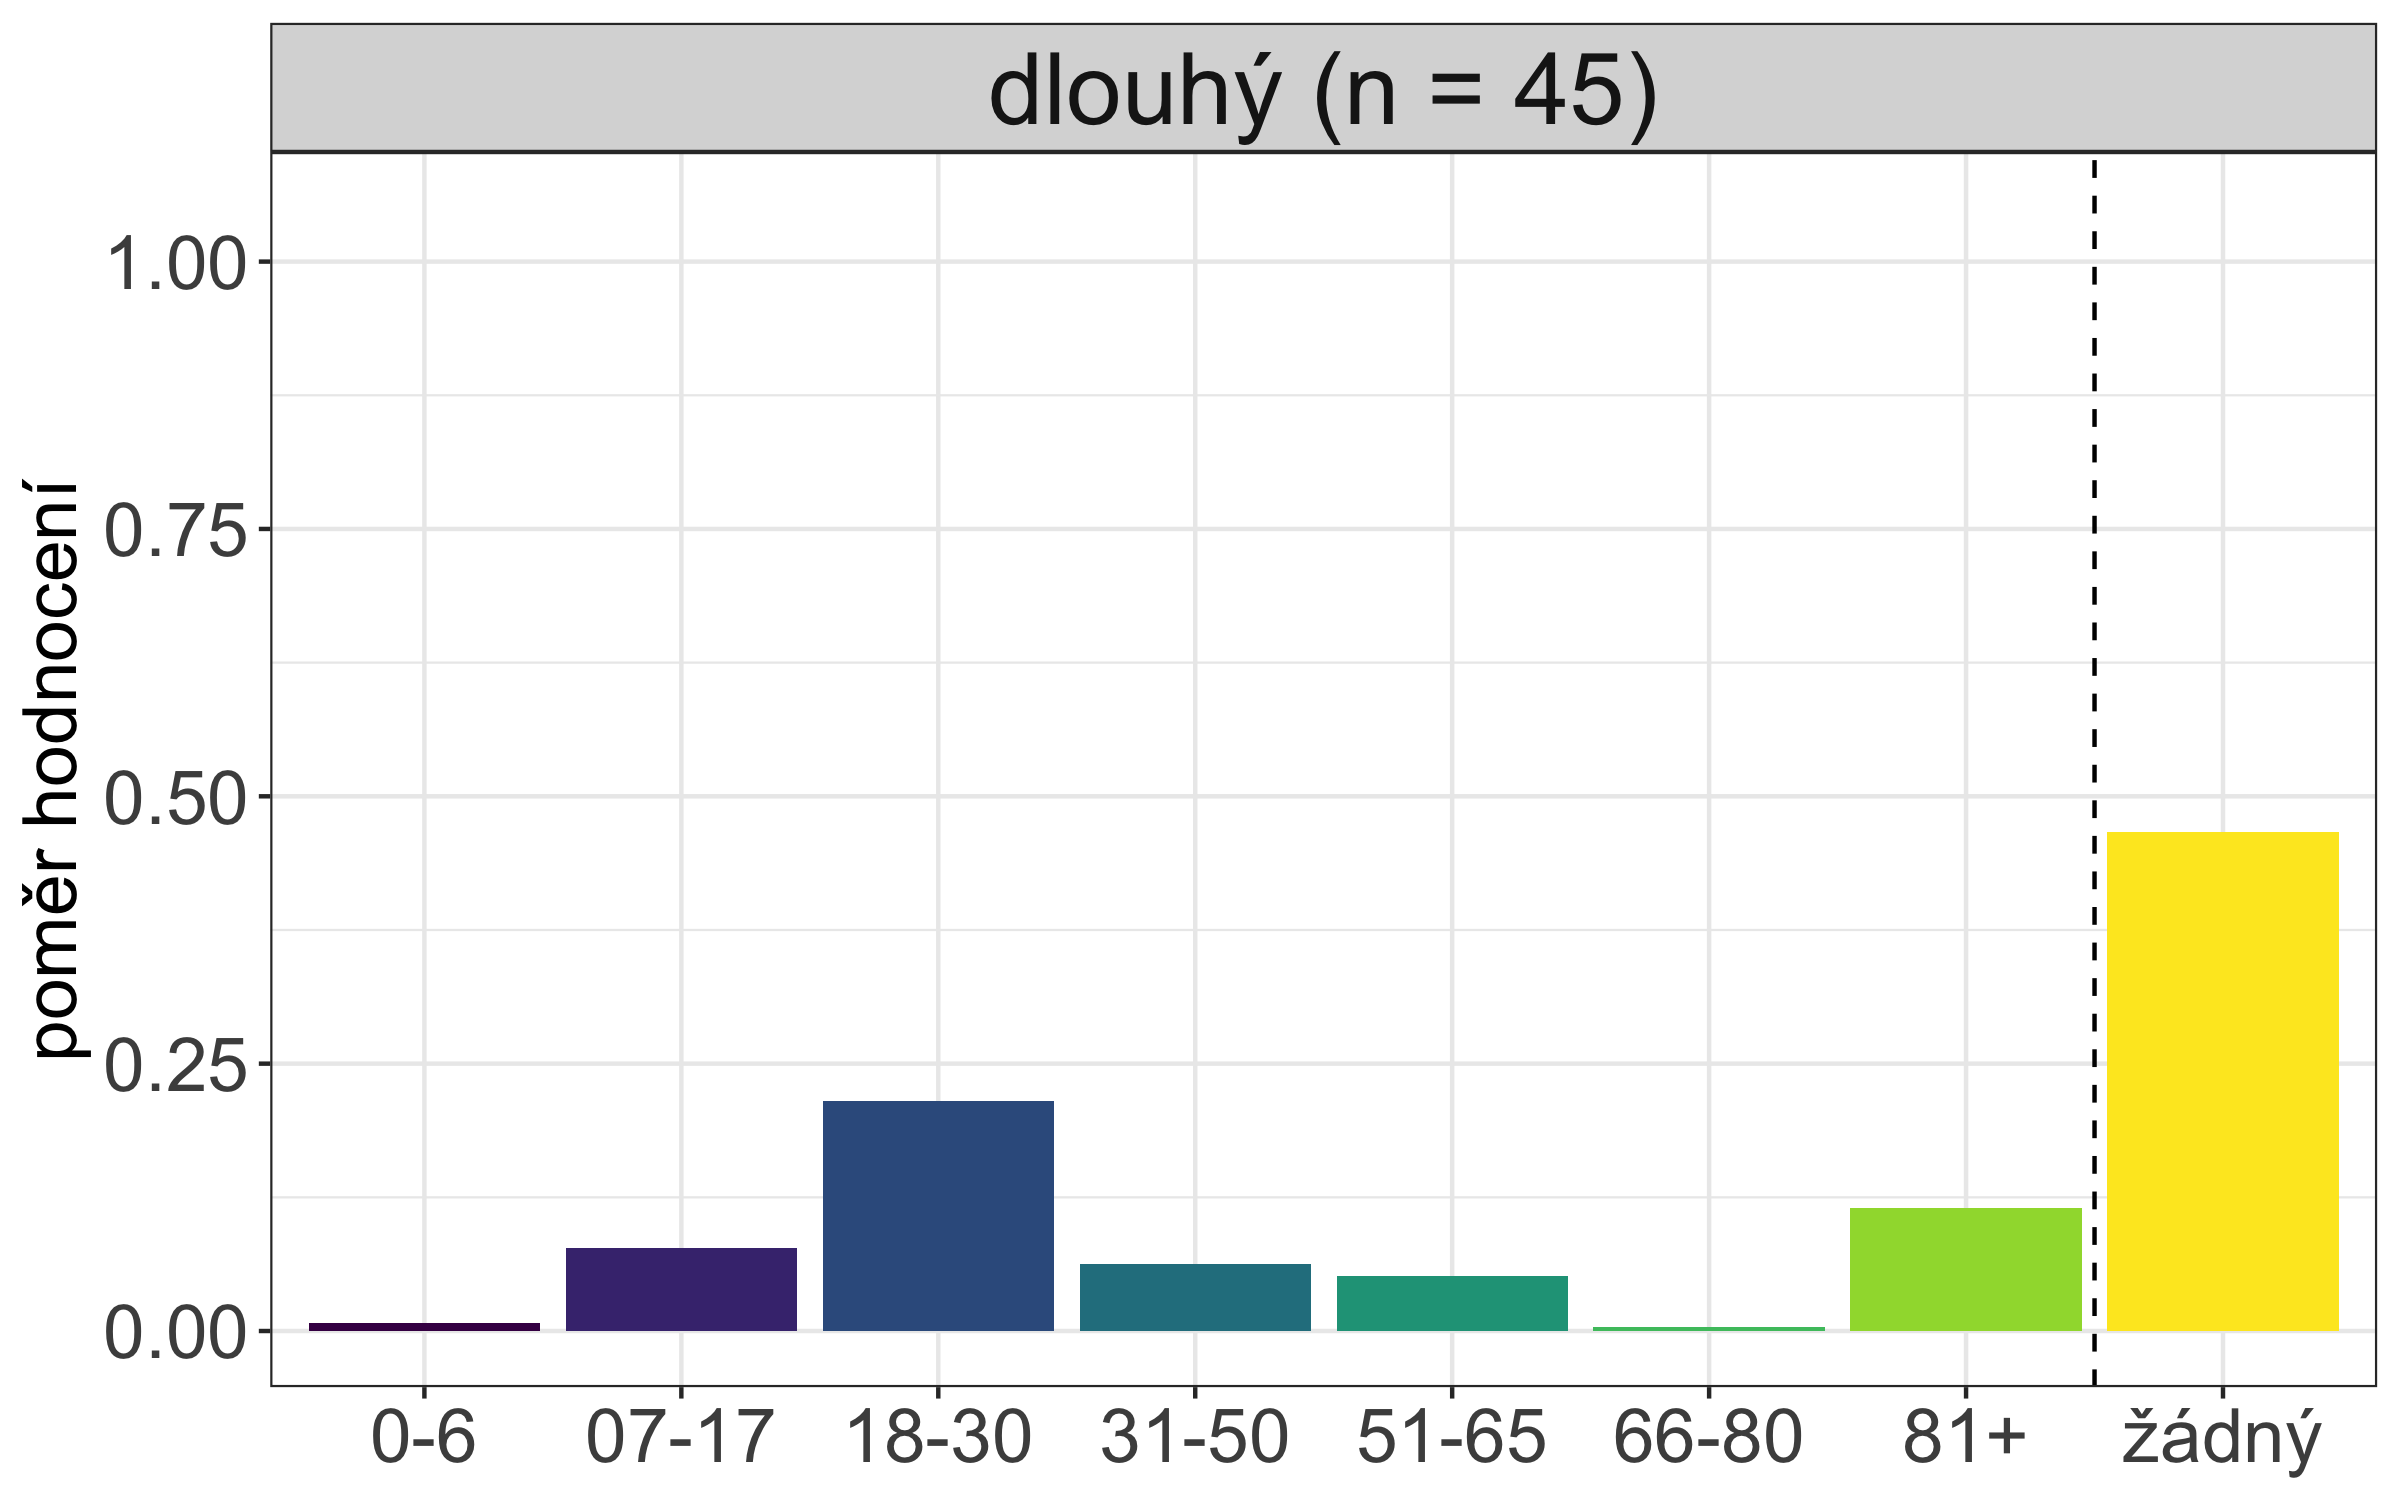 dlouhý (n = 45)
poměr hodnocení
1.00
0.75
0.50
0.25
0.00
0-6 07-17 18-30 31-50 51-65 66-80 81+ žádný